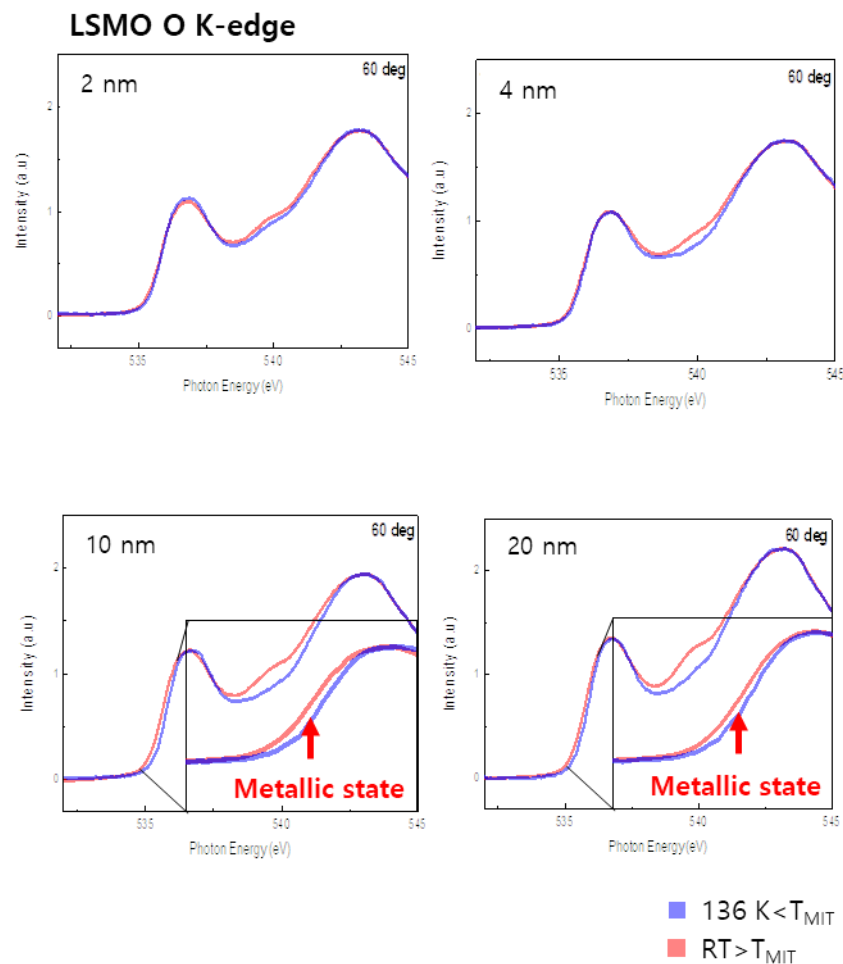 LSMO O K-edge
2 nm
60 deg
2
1
0
Intensity (a.u)
535
540
545
Photon Energy (eV)
4 nm
60 deg
2
1
0
Intensity (a.u)
535
540
545
Photon Energy (eV)
10 nm
60 deg
2
1
0
Intensity (a.u)
Metallic state
535
540
545
Photon Energy (eV)
20 nm
60 deg
2
1
0
Intensity (a.u)
Metallic state
535
540
545
Photon Energy (eV)
136 K<T_MIT
RT>T_MIT